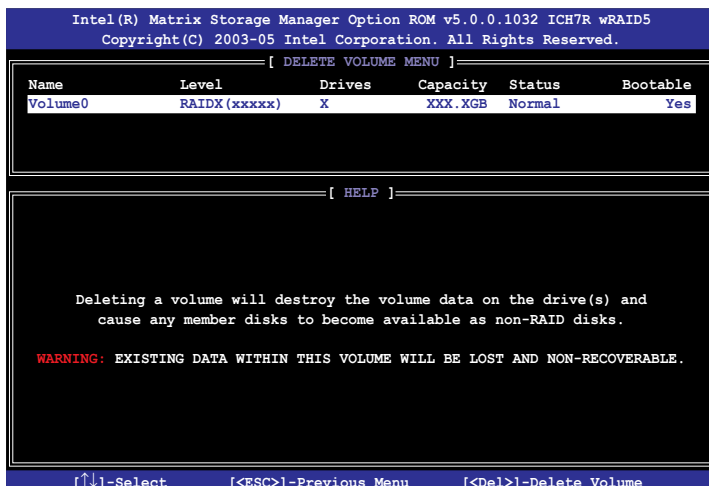 Intel(R) Matrix Storage Manager Option ROM v5.0.0.1032 ICH7R wRAID5
Copyright(C) 2003-05 Intel Corporation. All Rights Reserved.
[ DELETE VOLUME MENU ]
Name Level Drives Capacity Status Bootable
Volume0 RAIDX(xxxxx) X XXX.XGB Normal Yes
[ HELP ]
Deleting a volume will destroy the volume data on the drive(s) and
cause any member disks to become available as non-RAID disks.
WARNING: EXISTING DATA WITHIN THIS VOLUME WILL BE LOST AND NON-RECOVERABLE.
[↑↓]-Select [<ESC>]-Previous Menu [<Del>]-Delete Volume